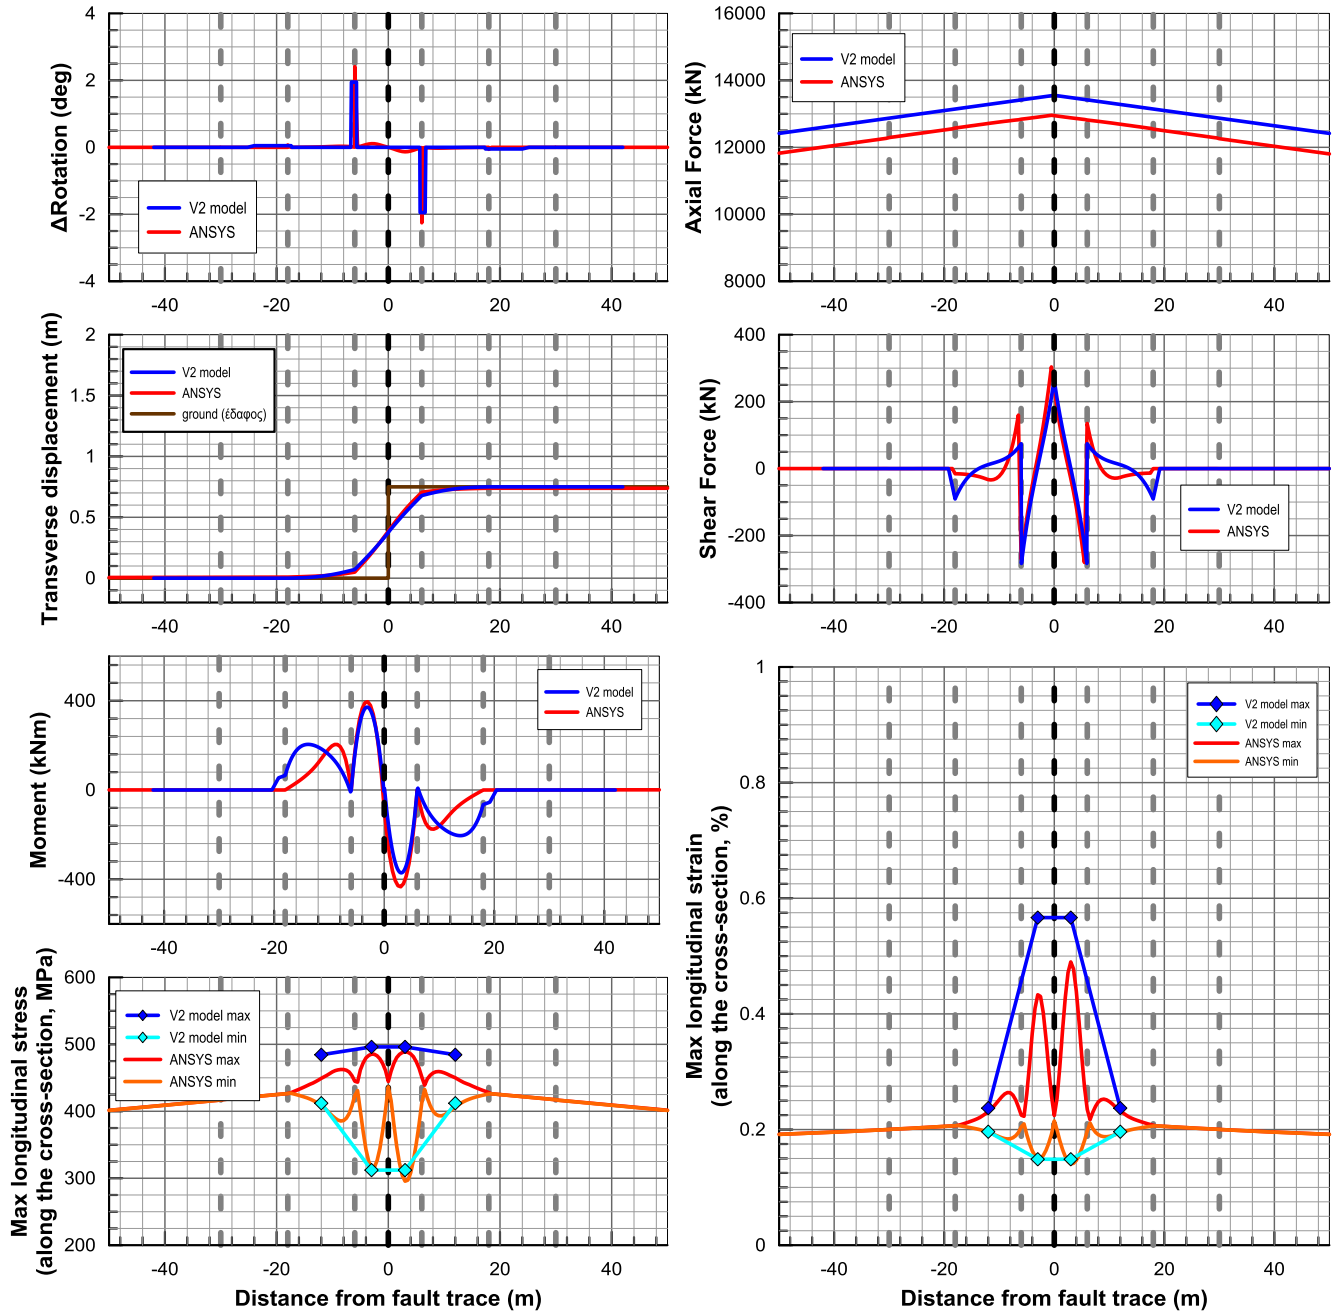 ΔRotation (deg)
4
2
0
-2
-4
V2 model
ANSYS
-40
-20
0
20
40
Axial Force (kN)
16000
14000
12000
10000
8000
V2 model
ANSYS
-40
-20
0
20
40
Transverse displacement (m)
2
1.5
1
0.5
0
V2 model
ANSYS
ground (έδαφος)
-40
-20
0
20
40
Shear Force (kN)
400
200
0
-200
-400
V2 model
ANSYS
-40
-20
0
20
40
Moment (kNm)
400
0
-400
V2 model
ANSYS
-40
-20
0
20
40
Max longitudinal stress
(along the cross-section, MPa)
600
500
400
300
200
V2 model max
V2 model min
ANSYS max
ANSYS min
-40
-20
0
20
40
Distance from fault trace (m)
Max longitudinal strain
(along the cross-section, %)
1
0.8
0.6
0.4
0.2
0
V2 model max
V2 model min
ANSYS max
ANSYS min
-40
-20
0
20
40
Distance from fault trace (m)